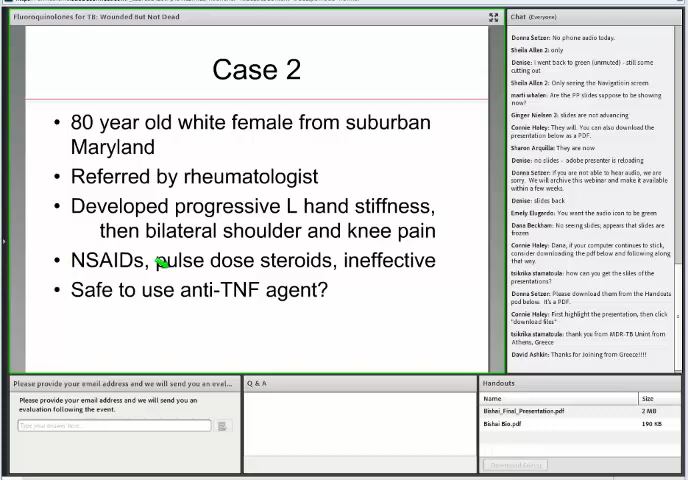 Fluoroquinolones for TB: Wounded But Not Dead
Case 2
• 80 year old white female from suburban
Maryland
• Referred by rheumatologist
• Developed progressive L hand stiffness,
then bilateral shoulder and knee pain
• NSAIDs, pulse dose steroids, ineffective
• Safe to use anti-TNF agent?
Chat (Everyone)
Donna Setzer: No phone audio today.
Sheila Allen 2: only
Denise: I went back to green (unmuted) - still some
cutting out
Sheila Allen 2: Only seeing the Navigatioin screen
marti whalen: Are the PP slides suppose to be showing
now?
Ginger Nielsen 2: slides are not advancing
Connie Haley: They will. You can also download the
presentation below as a PDF.
Sharon Arquilla: They are now
Denise: no slides - adobe presenter is reloading
Donna Setzer: If you are not able to hear audio, we are
sorry. We will archive this webinar and make it available
within a few weeks.
Denise: slides back
Emely Elugardo: You want the audio icon to be green
Dana Beckham: No seeing slides; appears that slides are
frozen
Connie Haley: Dana, if your computer continues to stick,
consider downloading the pdf below and following along
that way.
tsikrika stamatoula: how can you get the sliles of the
presentations?
Donna Setzer: Please download them from the Handouts
pod below. It's a PDF.
Connie Haley: First highlight the presentation, then click
"download files"
tsikrika stamatoula: thank you from MDR-TB Unint from
Athens, Greece
David Ashkin: Thanks for Joining from Greece!!!!
Please provide your email address and we will send you an eval...
Please provide your email address and we will send you an
evaluation following the event.
Type your answer here...
Q & A
Handouts
Name Size
Bishai_Final_Presentation.pdf 2 MB
Bishai Bio.pdf 190 KB